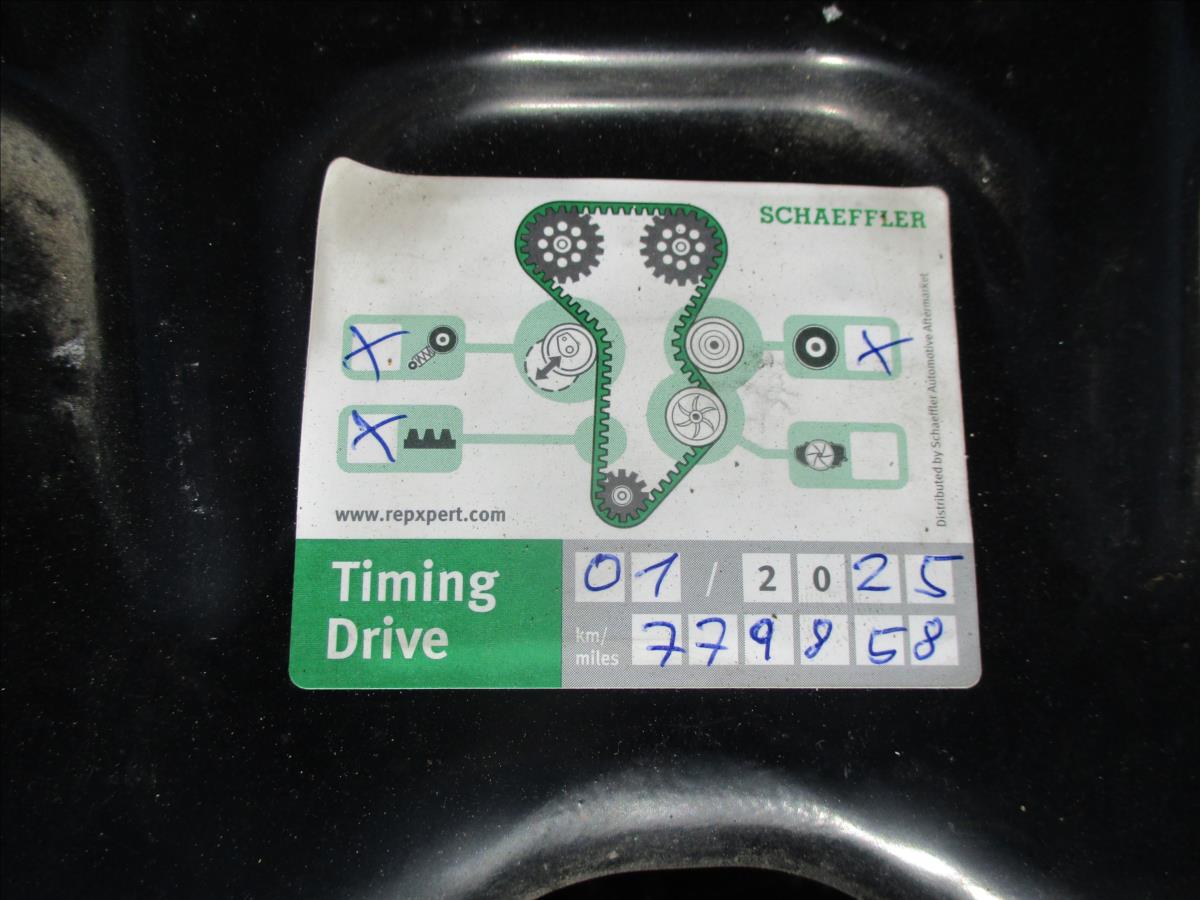 SCHAEFFLER
X
X
X
Distributed by Schaeffler Automotive Aftermarket
www.repxpert.com
Timing
Drive
01 / 2025
km/
miles
779858